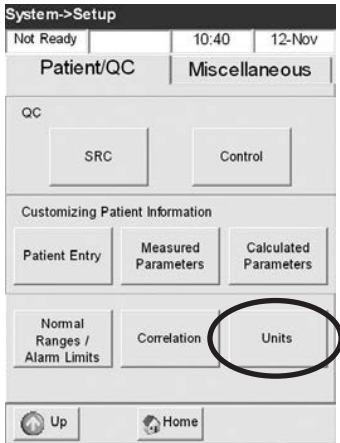 System->Setup
Not Ready 10:40 12-Nov
Patient/QC Miscellaneous
QC
SRC Control
Customizing Patient Information
Patient Entry Measured Parameters Calculated Parameters
Normal Ranges / Alarm Limits Correlation Units
Up Home